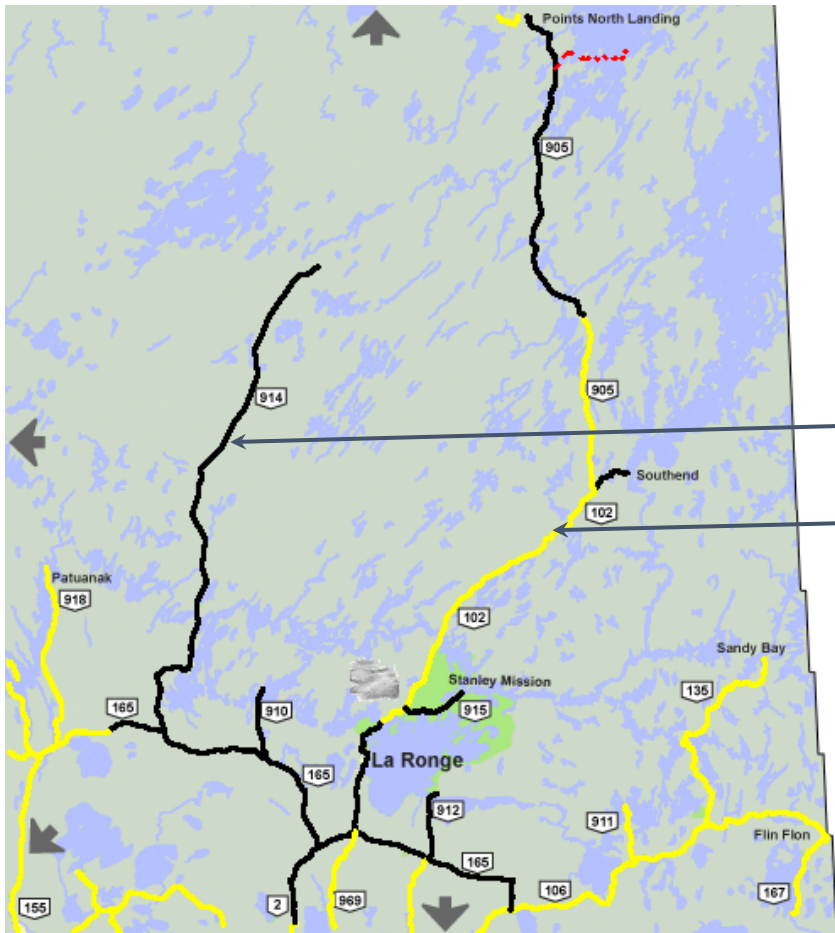 Points North Landing
905
914
905
Southend
102
Patuanak
918
102
Sandy Bay
Stanley Mission
135
165
910
915
La Ronge
165
912
911
Flin Flon
165
106
167
2
969
155